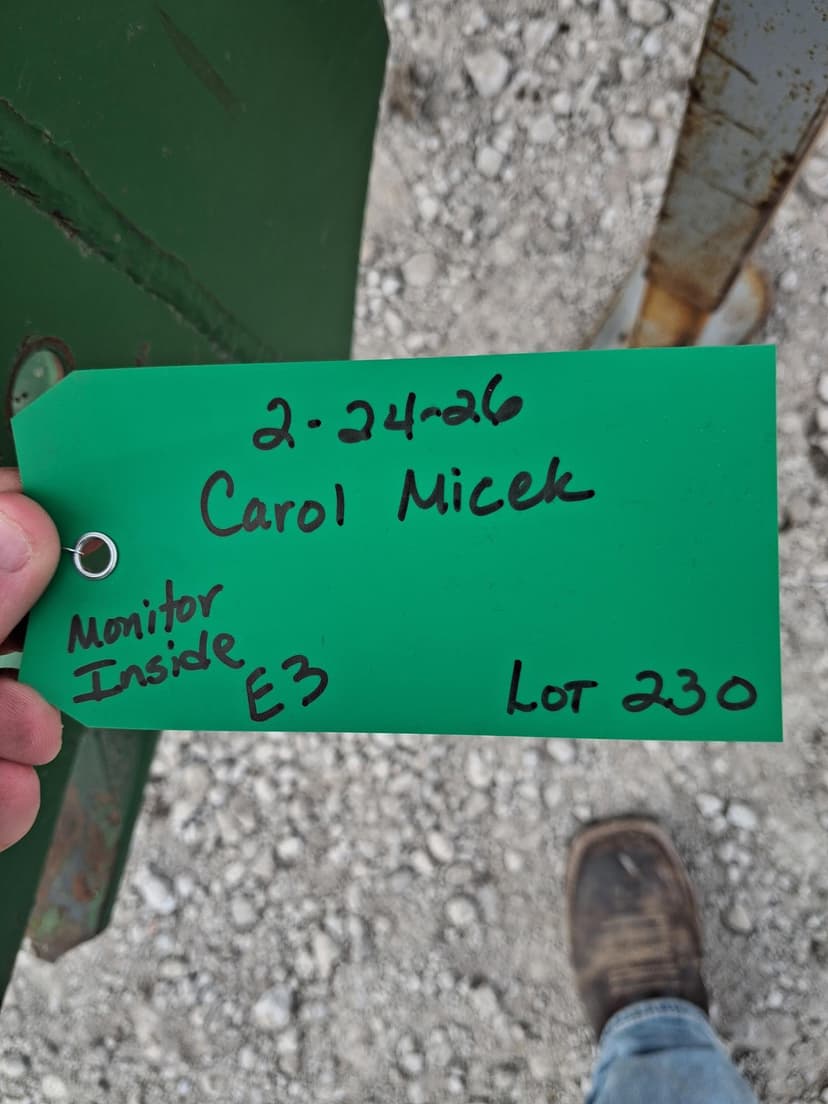 2-24-26
Carol Micek
Monitor
Inside
E3
Lot 230